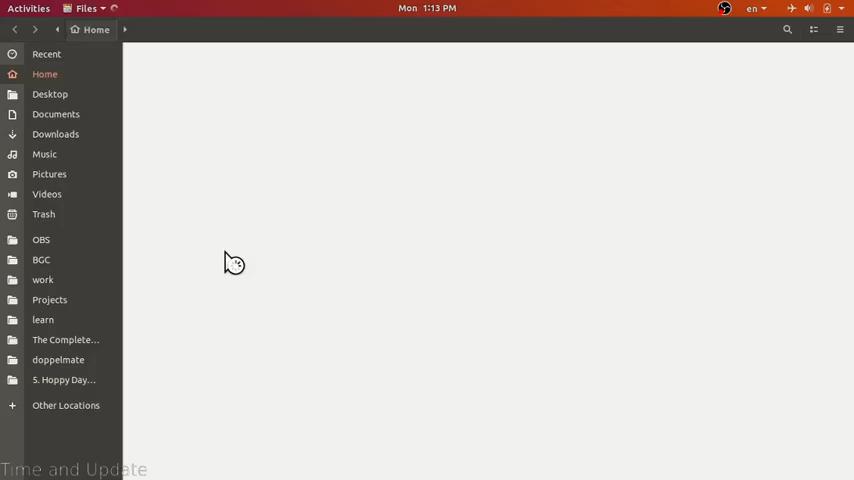 Activities Files Mon 1:13 PM en
Home
Recent
Home
Desktop
Documents
Downloads
Music
Pictures
Videos
Trash
OBS
BGC
work
Projects
learn
The Complete...
doppelmate
5. Hoppy Day...
Other Locations
Time and Update